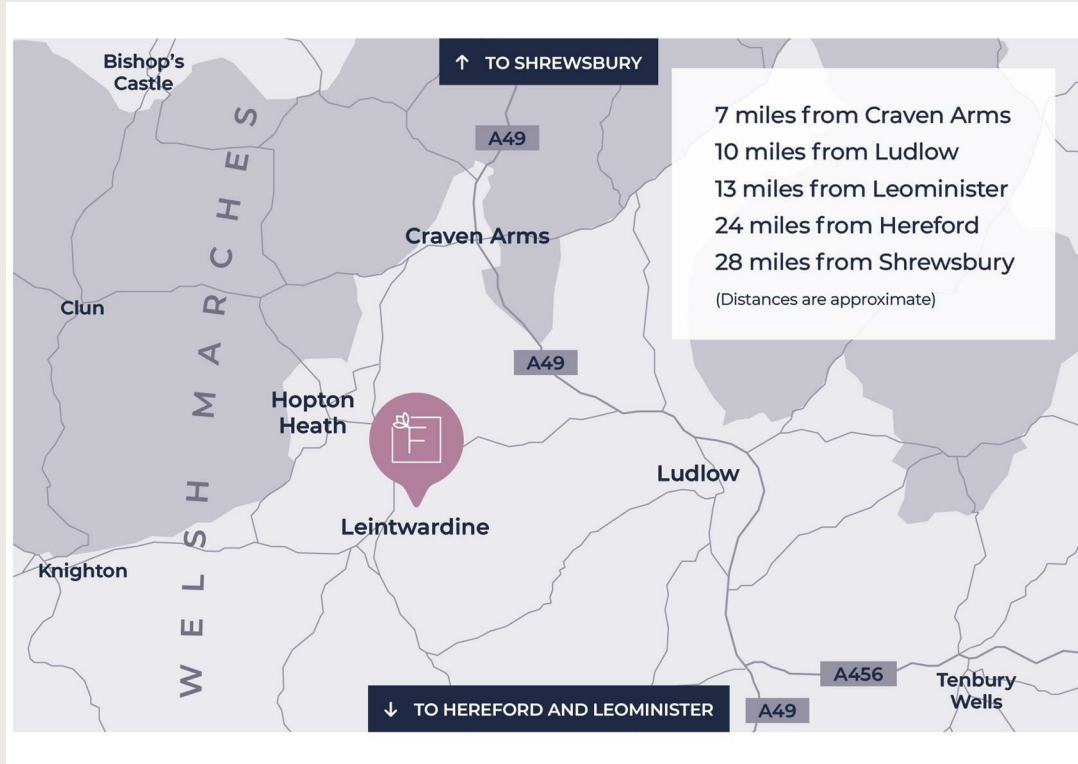 Bishop's
Castle
↑ TO SHREWSBURY
7 miles from Craven Arms
10 miles from Ludlow
13 miles from Leominister
24 miles from Hereford
28 miles from Shrewsbury
(Distances are approximate)
A49
Craven Arms
Clun
WELSH MARCHES
A49
Hopton
Heath
F
Ludlow
Leintwardine
Knighton
A456
Tenbury
Wells
↓ TO HEREFORD AND LEOMINISTER
A49